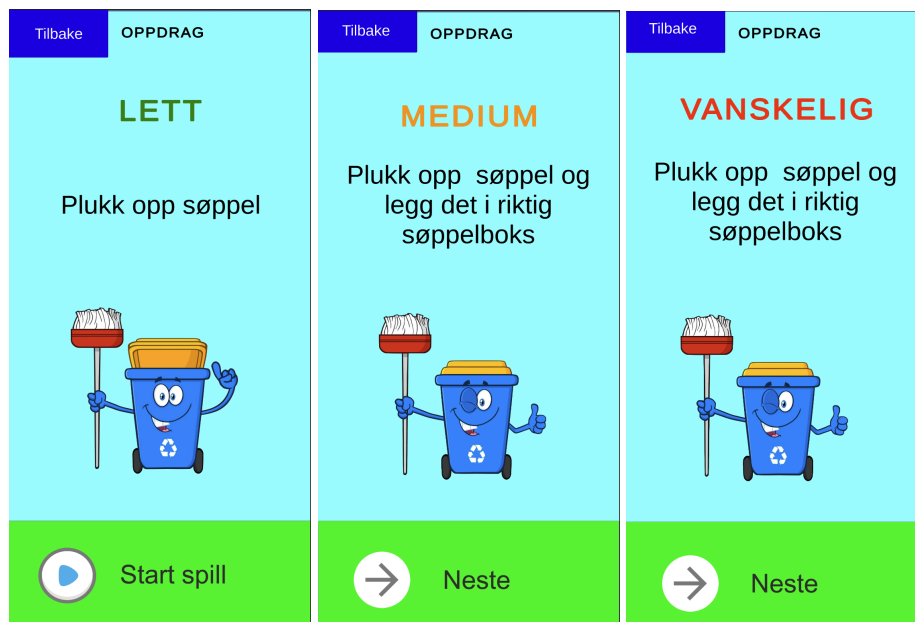 Tilbake OPPDRAG
LETT
Plukk opp søppel
Start spill
Tilbake OPPDRAG
MEDIUM
Plukk opp  søppel og
legg det i riktig
søppelboks
Neste
Tilbake OPPDRAG
VANSKELIG
Plukk opp  søppel og
legg det i riktig
søppelboks
Neste